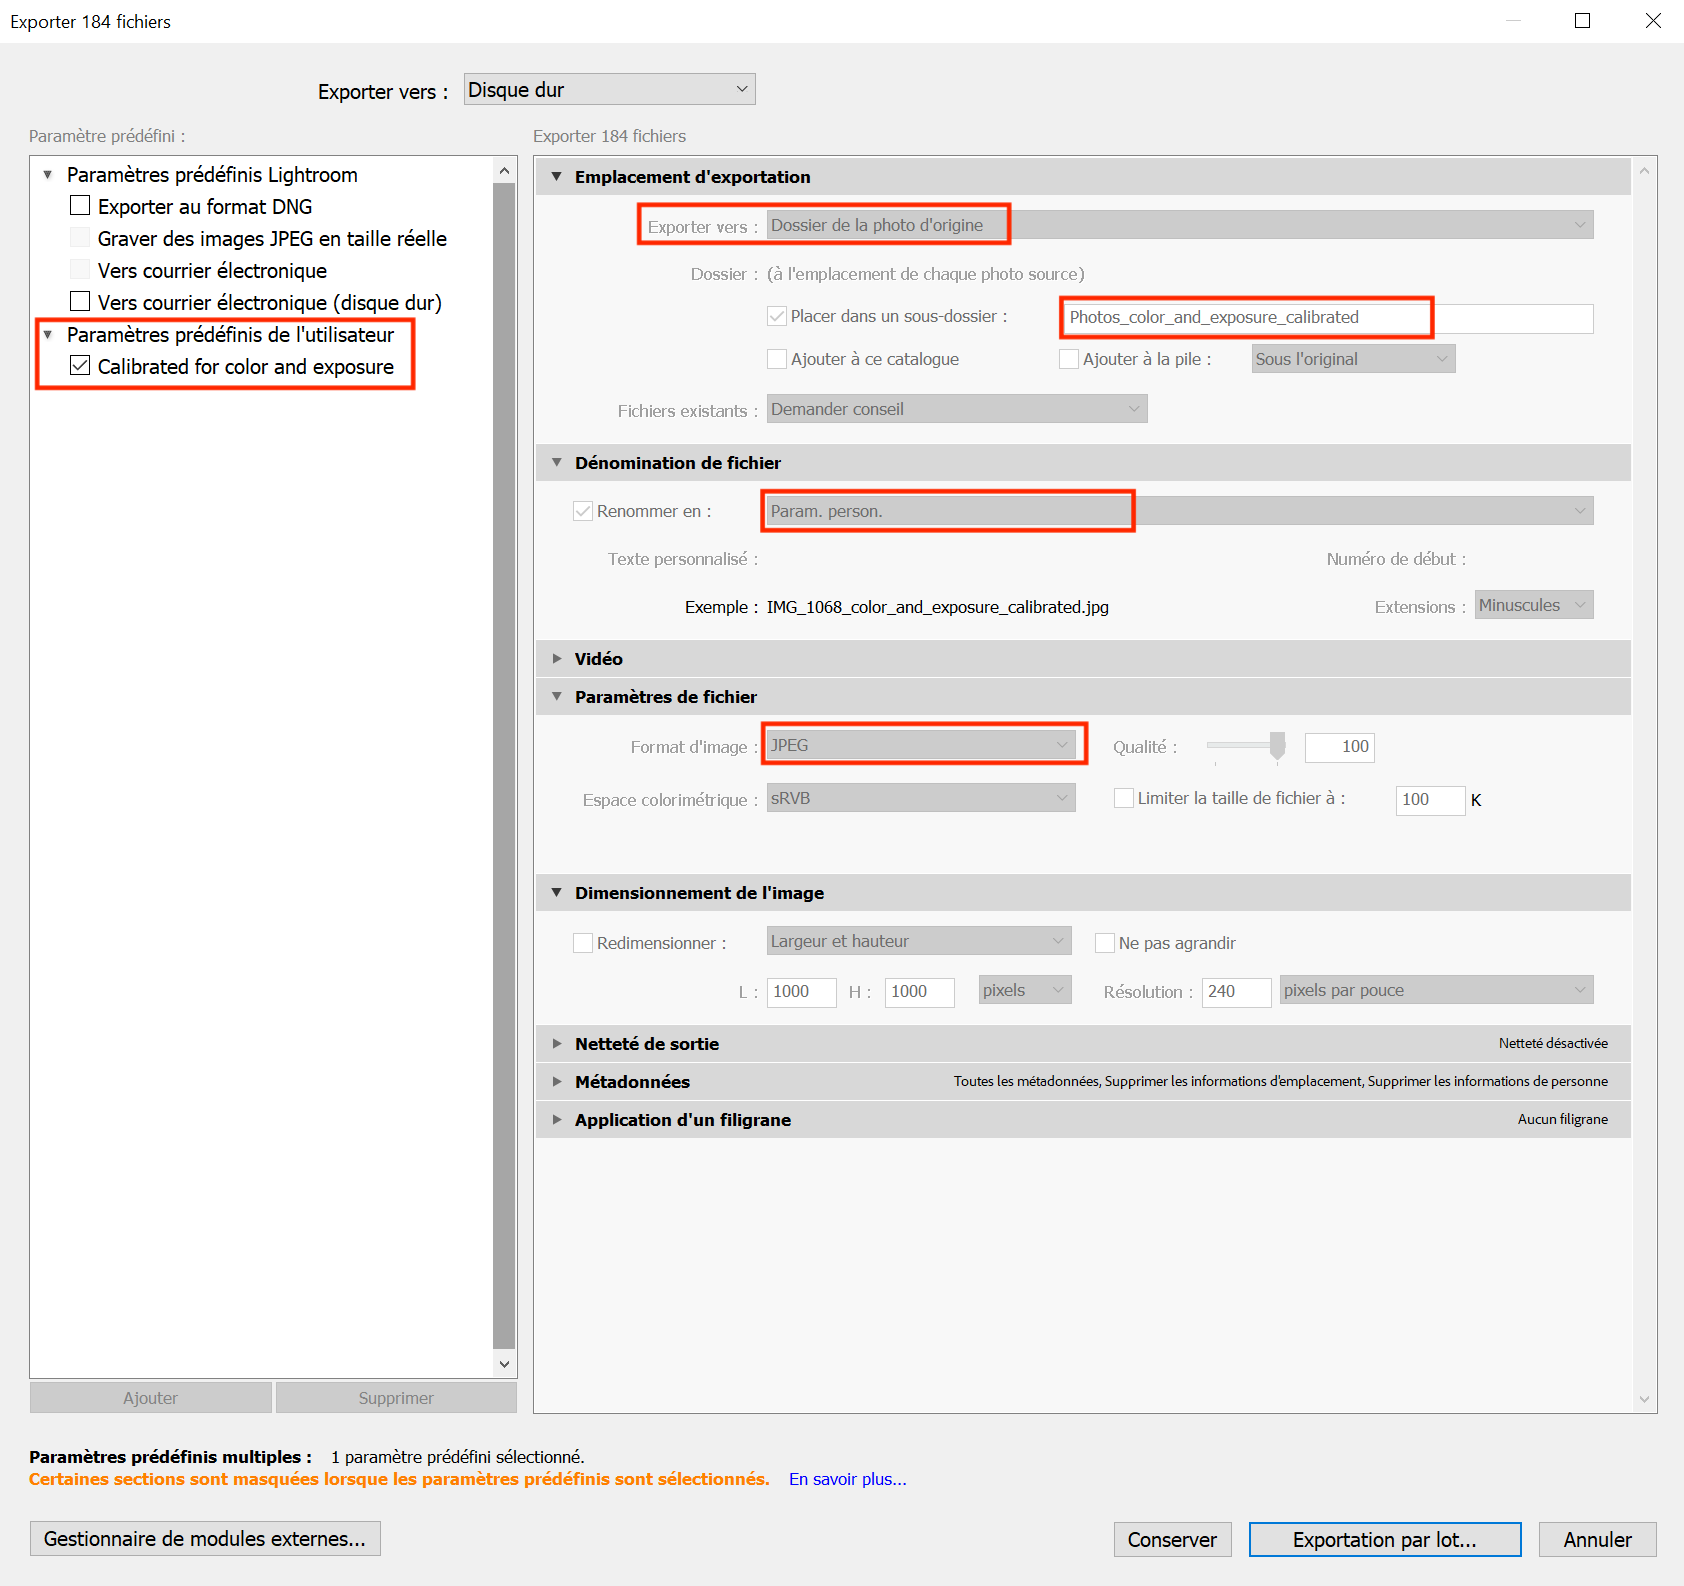 Exporter 184 fichiers
Exporter vers : Disque dur
Paramètre prédéfini :
Paramètres prédéfinis Lightroom
Exporter au format DNG
Graver des images JPEG en taille réelle
Vers courrier électronique
Vers courrier électronique (disque dur)
Paramètres prédéfinis de l'utilisateur
Calibrated for color and exposure
Ajouter Supprimer
Exporter 184 fichiers
Emplacement d'exportation
Exporter vers : Dossier de la photo d'origine
Dossier : (à l'emplacement de chaque photo source)
Placer dans un sous-dossier : Photos_color_and_exposure_calibrated
Ajouter à ce catalogue Ajouter à la pile : Sous l'original
Fichiers existants : Demander conseil
Dénomination de fichier
Renommer en : Param. person.
Texte personnalisé : Numéro de début :
Exemple : IMG_1068_color_and_exposure_calibrated.jpg Extensions : Minuscules
Vidéo
Paramètres de fichier
Format d'image : JPEG Qualité : 100
Espace colorimétrique : sRVB Limiter la taille de fichier à : 100 K
Dimensionnement de l'image
Redimensionner : Largeur et hauteur Ne pas agrandir
L : 1000 H : 1000 pixels Résolution : 240 pixels par pouce
Netteté de sortie Netteté désactivée
Métadonnées Toutes les métadonnées, Supprimer les informations d'emplacement, Supprimer les informations de personne
Application d'un filigrane Aucun filigrane
Paramètres prédéfinis multiples : 1 paramètre prédéfini sélectionné.
Certaines sections sont masquées lorsque les paramètres prédéfinis sont sélectionnés. En savoir plus...
Gestionnaire de modules externes... Conserver Exportation par lot... Annuler